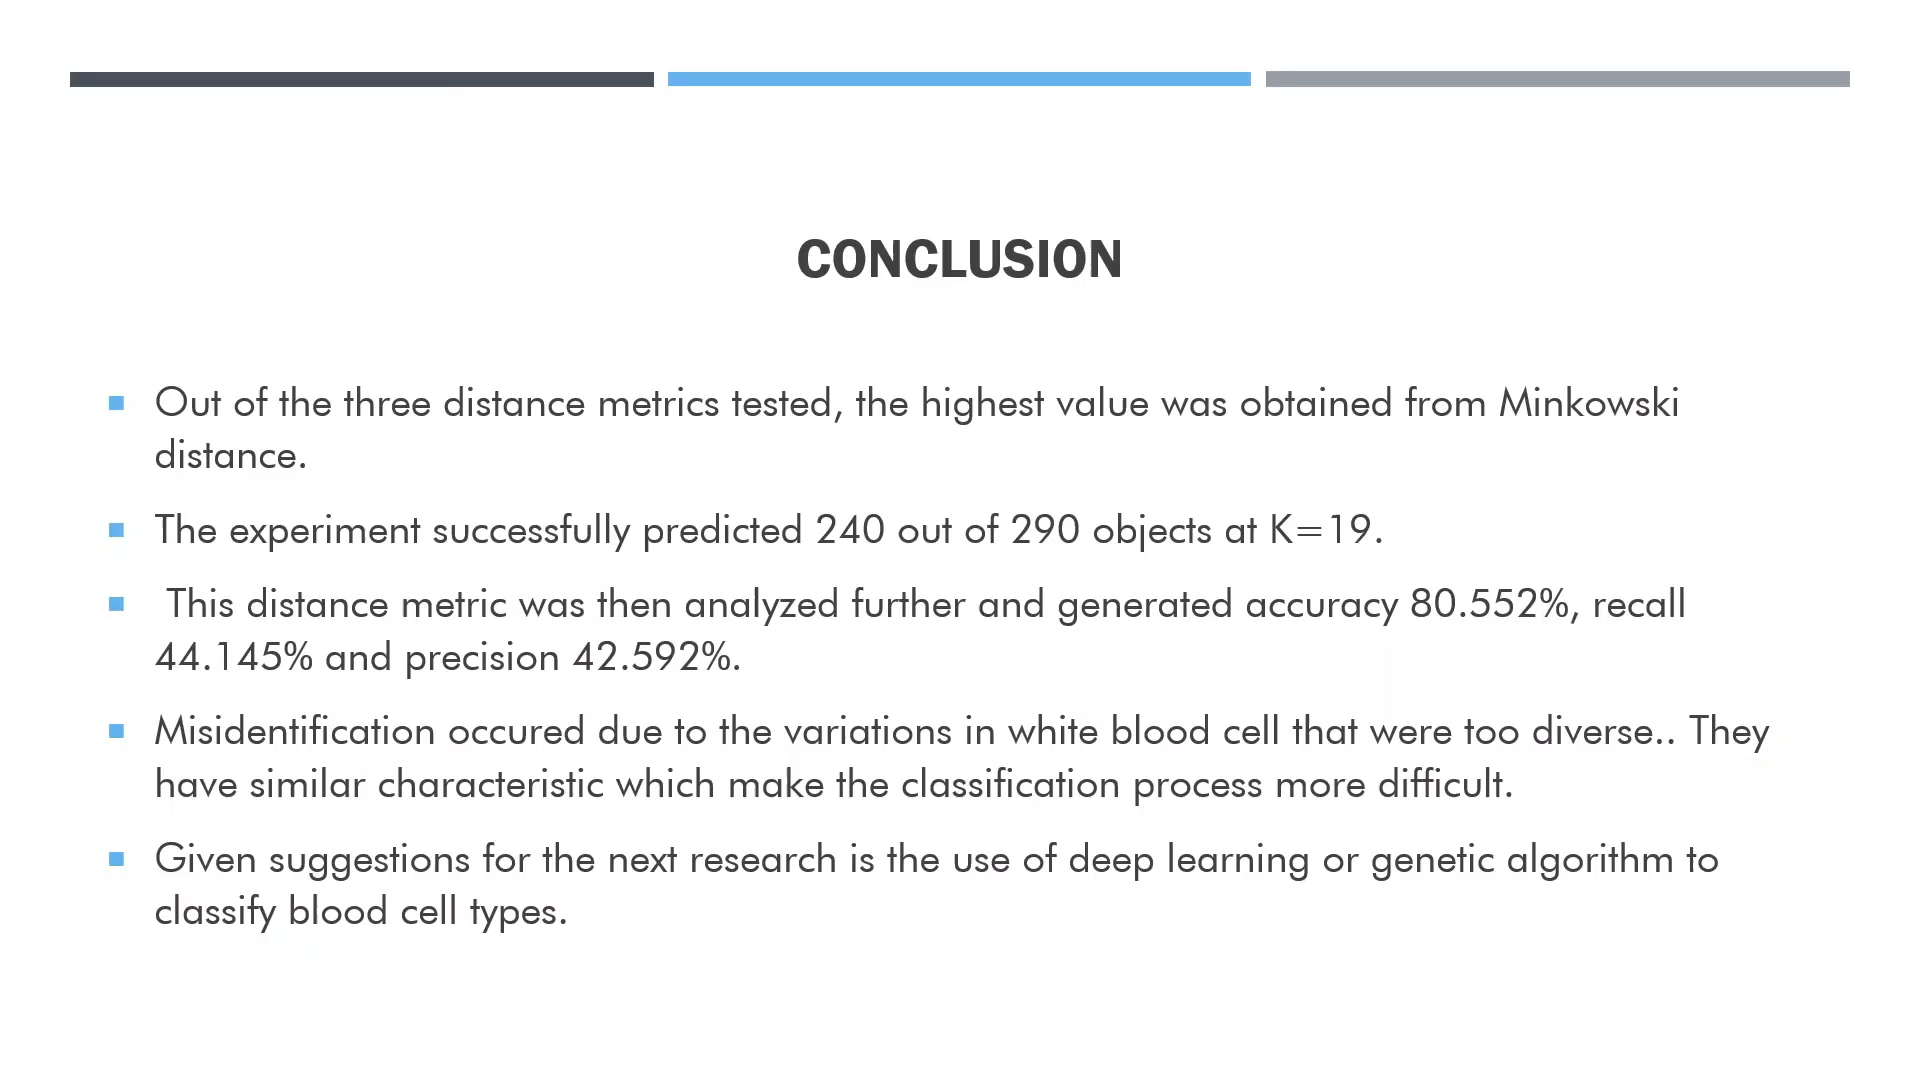 CONCLUSION
Out of the three distance metrics tested, the highest value was obtained from Minkowski
distance.
The experiment successfully predicted 240 out of 290 objects at K=19.
This distance metric was then analyzed further and generated accuracy 80.552%, recall
44.145% and precision 42.592%.
Misidentification occured due to the variations in white blood cell that were too diverse.. They
have similar characteristic which make the classification process more difficult.
Given suggestions for the next research is the use of deep learning or genetic algorithm to
classify blood cell types.